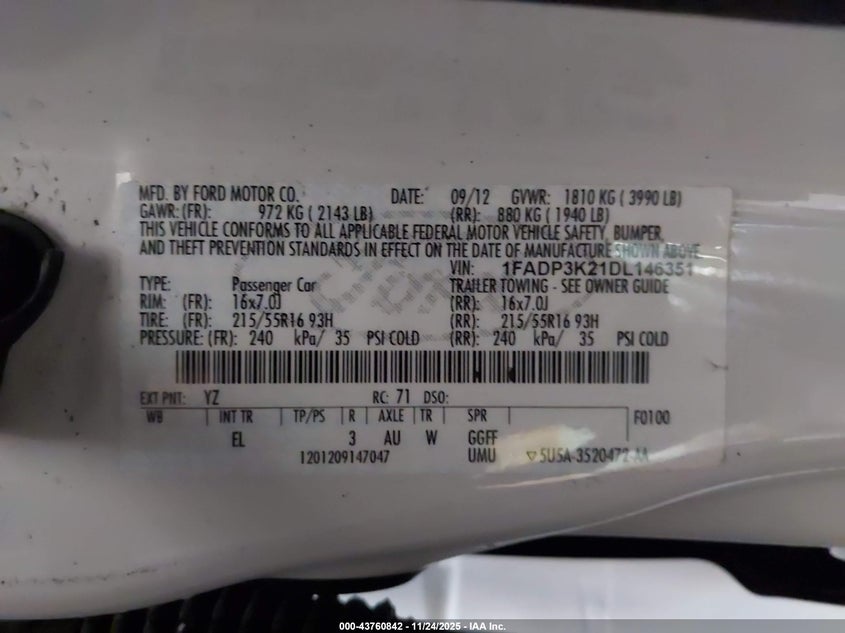 MFD. BY FORD MOTOR CO. DATE: 09/12 GVWR: 1810 KG ( 3990 LB)
GAWR: (FR): 972 KG ( 2143 LB) (RR): 880 KG ( 1940 LB)
THIS VEHICLE CONFORMS TO ALL APPLICABLE FEDERAL MOTOR VEHICLE SAFETY, BUMPER,
AND THEFT PREVENTION STANDARDS IN EFFECT ON THE DATE OF MANUFACTURE SHOWN ABOVE
VIN: 1FADP3K21DL146351
TYPE: Passenger Car TRAILER TOWING - SEE OWNER GUIDE
RIM: (FR): 16x7.0J (RR): 16x7.0J
TIRE: (FR): 215/55R16 93H (RR): 215/55R16 93H
PRESSURE: (FR): 240 kPa/ 35 PSI COLD (RR): 240 kPa/ 35 PSI COLD
EXT PNT: YZ RC: 71 DSO:
WB INT TR TP/PS R AXLE TR SPR F0100
EL 3 AU W GGFF
1201209147047 UMU ▽5U5A-3520472-AA
000-43760842 - 11/24/2025 - IAA Inc.